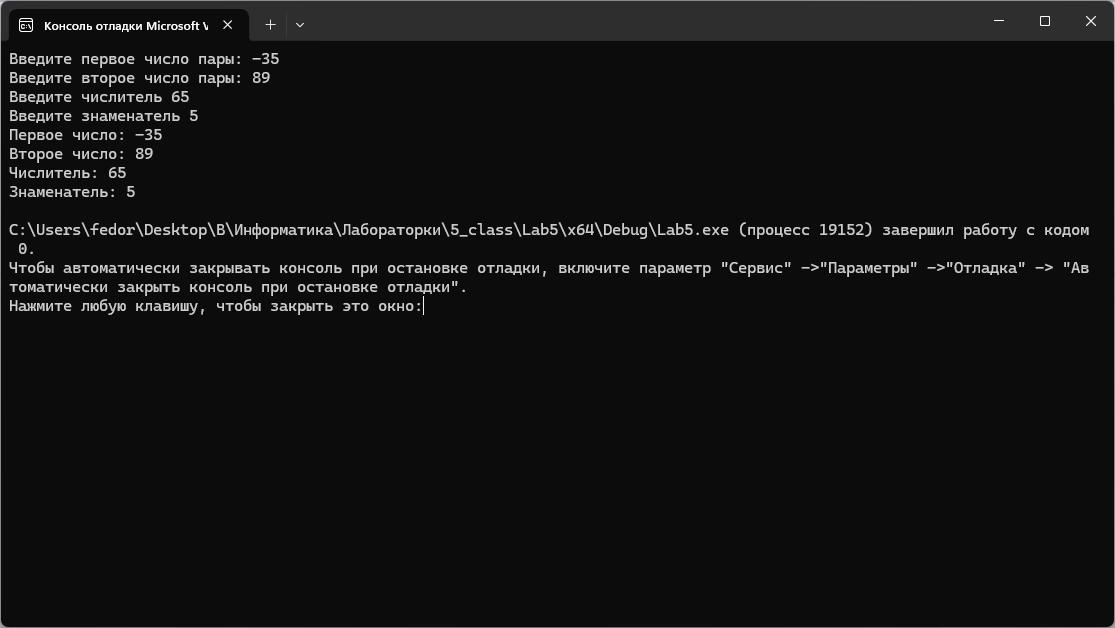 Консоль отладки Microsoft V
Введите первое число пары: -35
Введите второе число пары: 89
Введите числитель 65
Введите знаменатель 5
Первое число: -35
Второе число: 89
Числитель: 65
Знаменатель: 5
C:\Users\fedor\Desktop\В\Информатика\Лабораторки\5_class\Lab5\x64\Debug\Lab5.exe (процесс 19152) завершил работу с кодом
0.
Чтобы автоматически закрывать консоль при остановке отладки, включите параметр "Сервис" ->"Параметры" ->"Отладка" -> "Ав
томатически закрыть консоль при остановке отладки".
Нажмите любую клавишу, чтобы закрыть это окно: